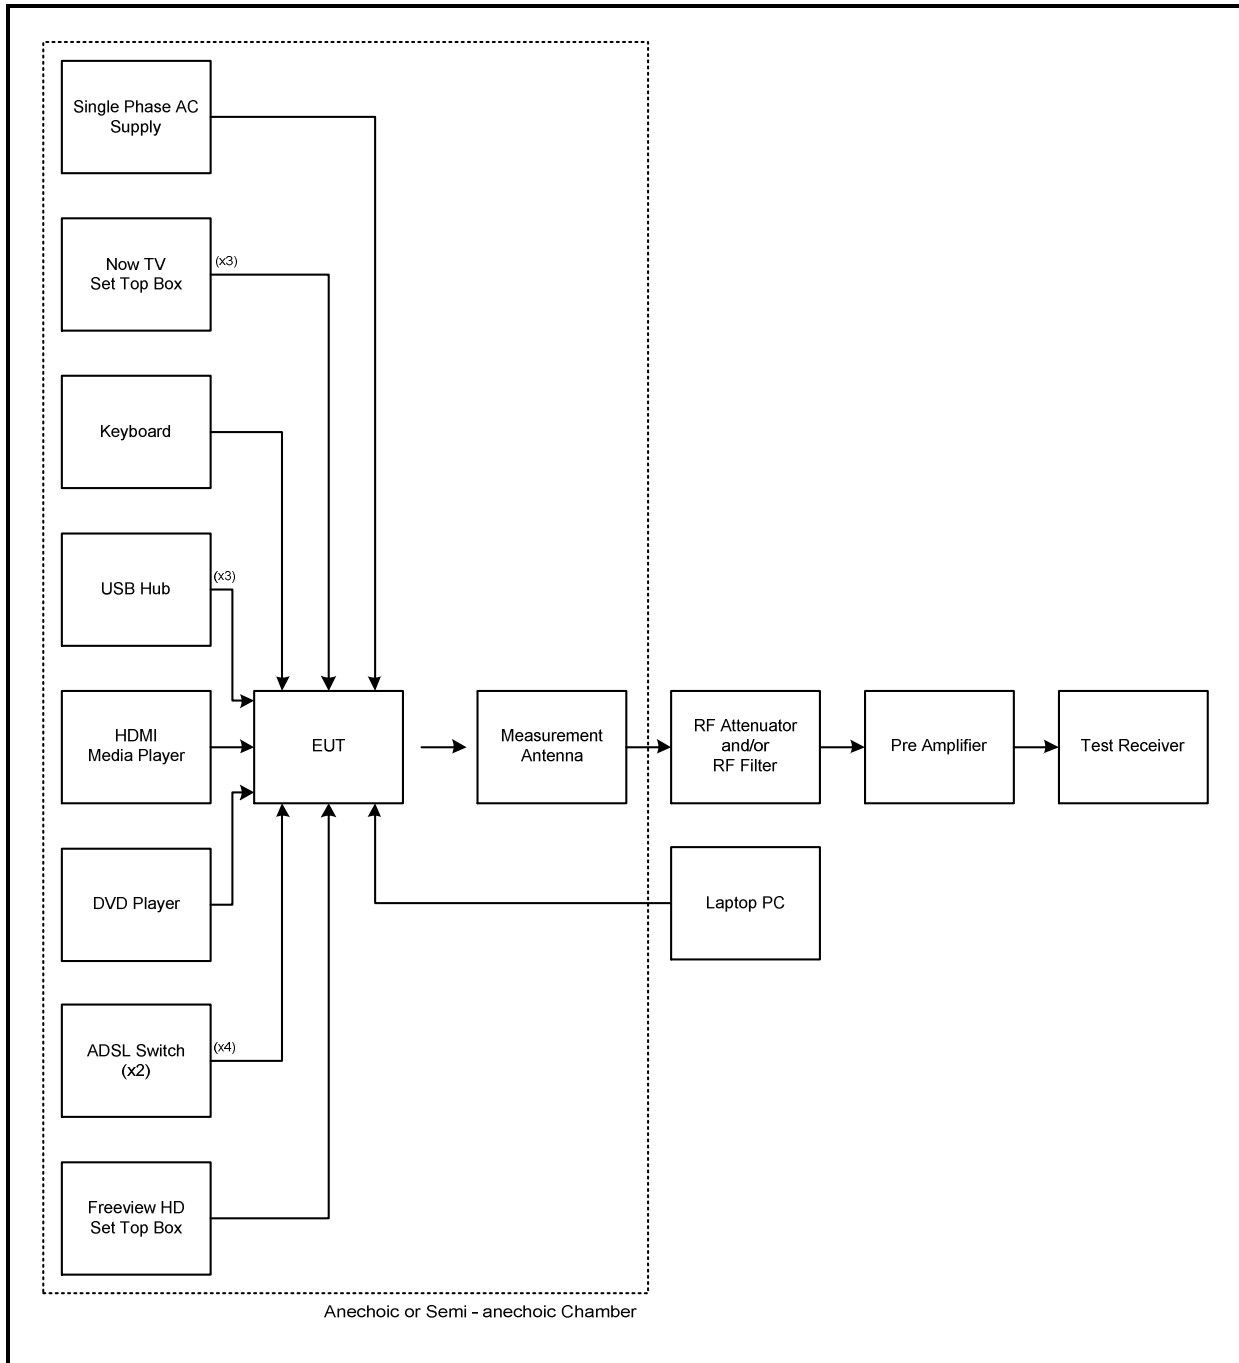 Single Phase AC
Supply
Now TV
Set Top Box
(x3)
Keyboard
USB Hub
(x3)
HDMI
Media Player
EUT
Measurement
Antenna
RF Attenuator
and/or
RF Filter
Pre Amplifier
Test Receiver
DVD Player
Laptop PC
ADSL Switch
(x2)
(x4)
Freeview HD
Set Top Box
Anechoic or Semi - anechoic Chamber